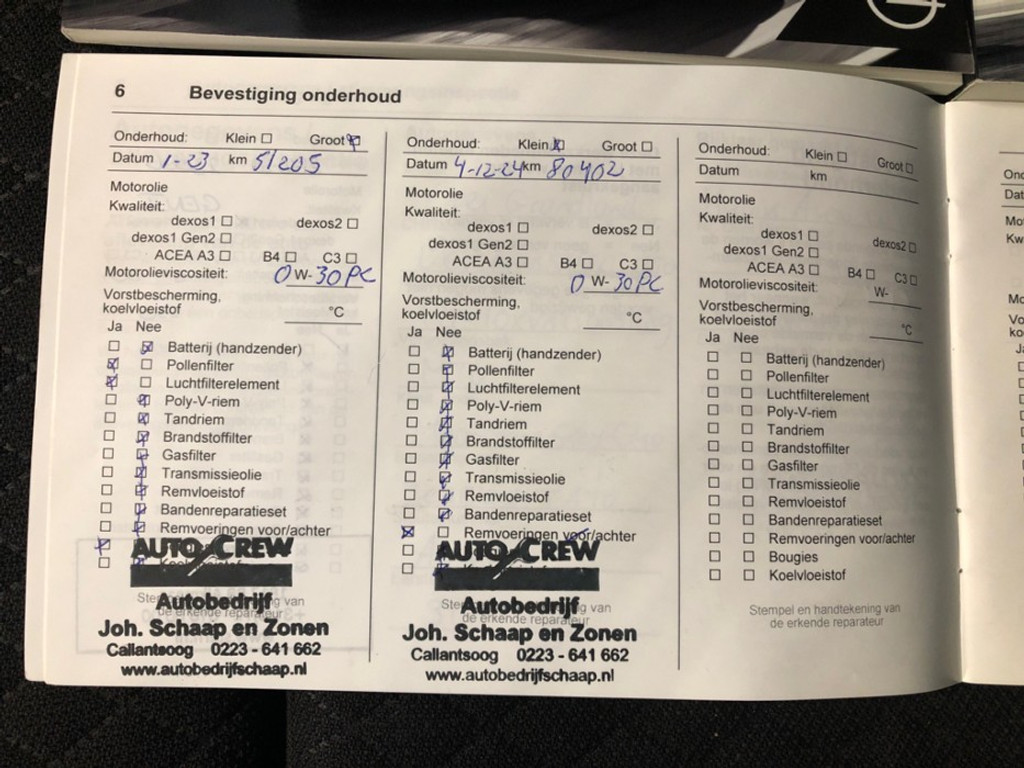 6 Bevestiging onderhoud
Onderhoud: Klein Groot
Datum 1-23 km 51205
Motorolie
Kwaliteit:
dexos1 dexos2
dexos1 Gen2
ACEA A3 B4 C3
Motorolieviscositeit: 0 W- 30 PC
Vorstbescherming,
koelvloeistof °C
Ja Nee
Batterij (handzender)
Pollenfilter
Luchtfilterelement
Poly-V-riem
Tandriem
Brandstoffilter
Gasfilter
Transmissieolie
Remvloeistof
Bandenreparatieset
Remvoeringen voor/achter
AUTO CREW
Autobedrijf
Joh. Schaap en Zonen
Callantsoog 0223 - 641 662
www.autobedrijfschaap.nl
Onderhoud: Klein Groot
Datum 4-12-24 km 80402
Motorolie
Kwaliteit:
dexos1 dexos2
dexos1 Gen2
ACEA A3 B4 C3
Motorolieviscositeit: 0 W- 30 PC
Vorstbescherming,
koelvloeistof °C
Ja Nee
Batterij (handzender)
Pollenfilter
Luchtfilterelement
Poly-V-riem
Tandriem
Brandstoffilter
Gasfilter
Transmissieolie
Remvloeistof
Bandenreparatieset
Remvoeringen voor/achter
AUTO CREW
Autobedrijf
Joh. Schaap en Zonen
Callantsoog 0223 - 641 662
www.autobedrijfschaap.nl
Onderhoud: Klein Groot
Datum km
Motorolie
Kwaliteit:
dexos1 dexos2
dexos1 Gen2
ACEA A3 B4 C3
Motorolieviscositeit: W-
Vorstbescherming,
koelvloeistof °C
Ja Nee
Batterij (handzender)
Pollenfilter
Luchtfilterelement
Poly-V-riem
Tandriem
Brandstoffilter
Gasfilter
Transmissieolie
Remvloeistof
Bandenreparatieset
Remvoeringen voor/achter
Bougies
Koelvloeistof
Stempel en handtekening van
de erkende reparateur